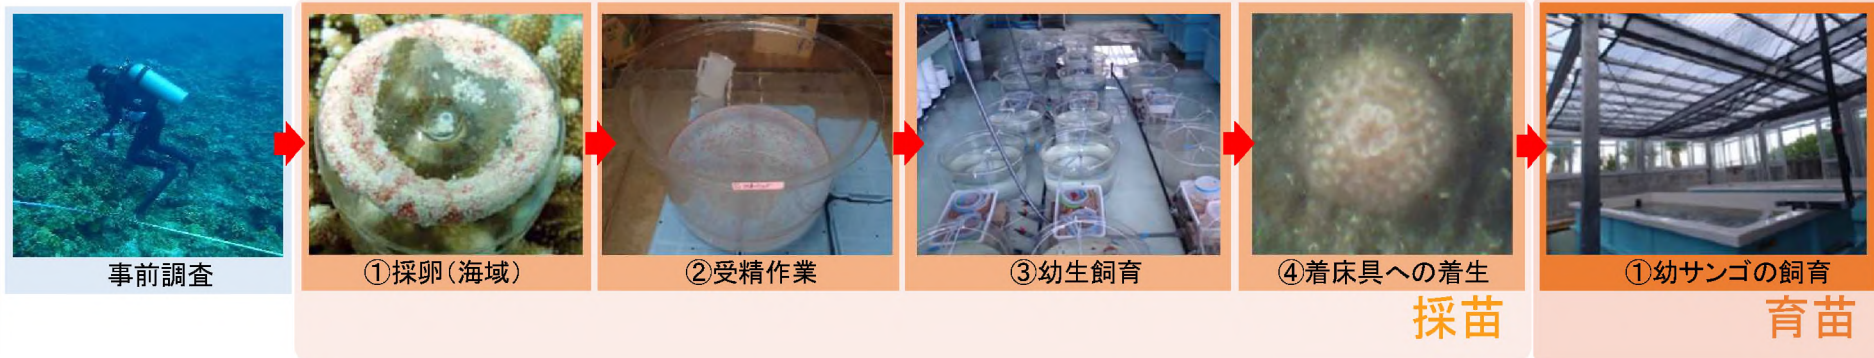 事前調査
①採卵(海域)
②受精作業
③幼生飼育
④着床具への着生
①幼サンゴの飼育
採苗
育苗